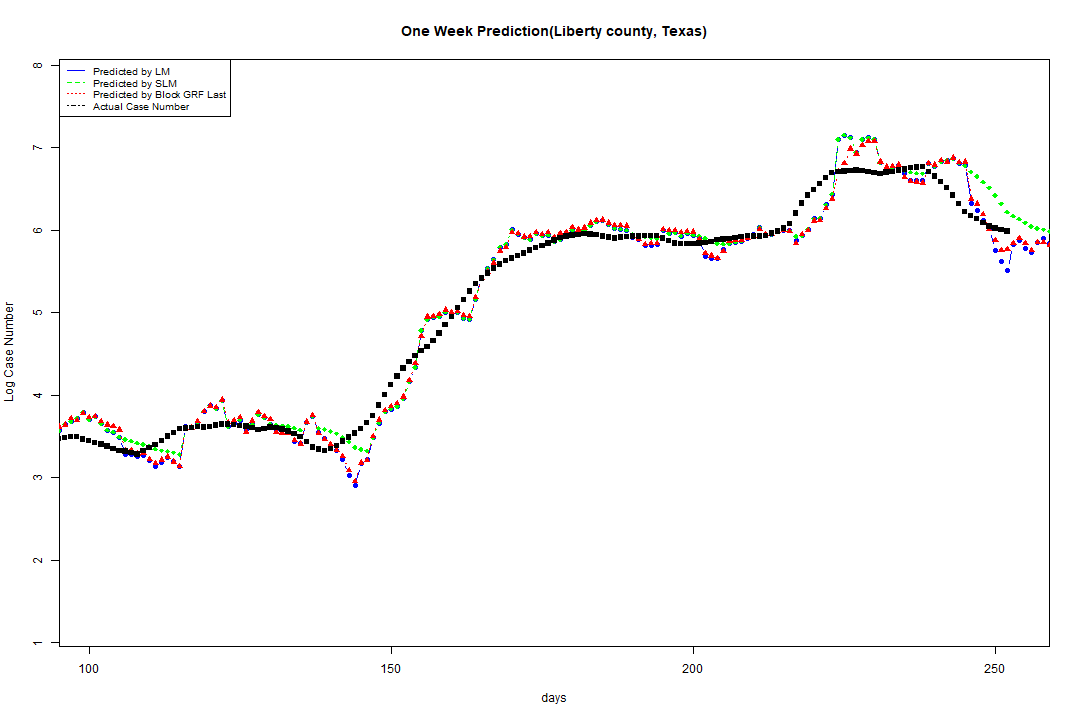 One Week Prediction(Liberty county, Texas)
Predicted by LM
Predicted by SLM
Predicted by Block GRF Last
Actual Case Number
8
7
6
5
4
3
2
1
Log Case Number
100
150
200
250
days